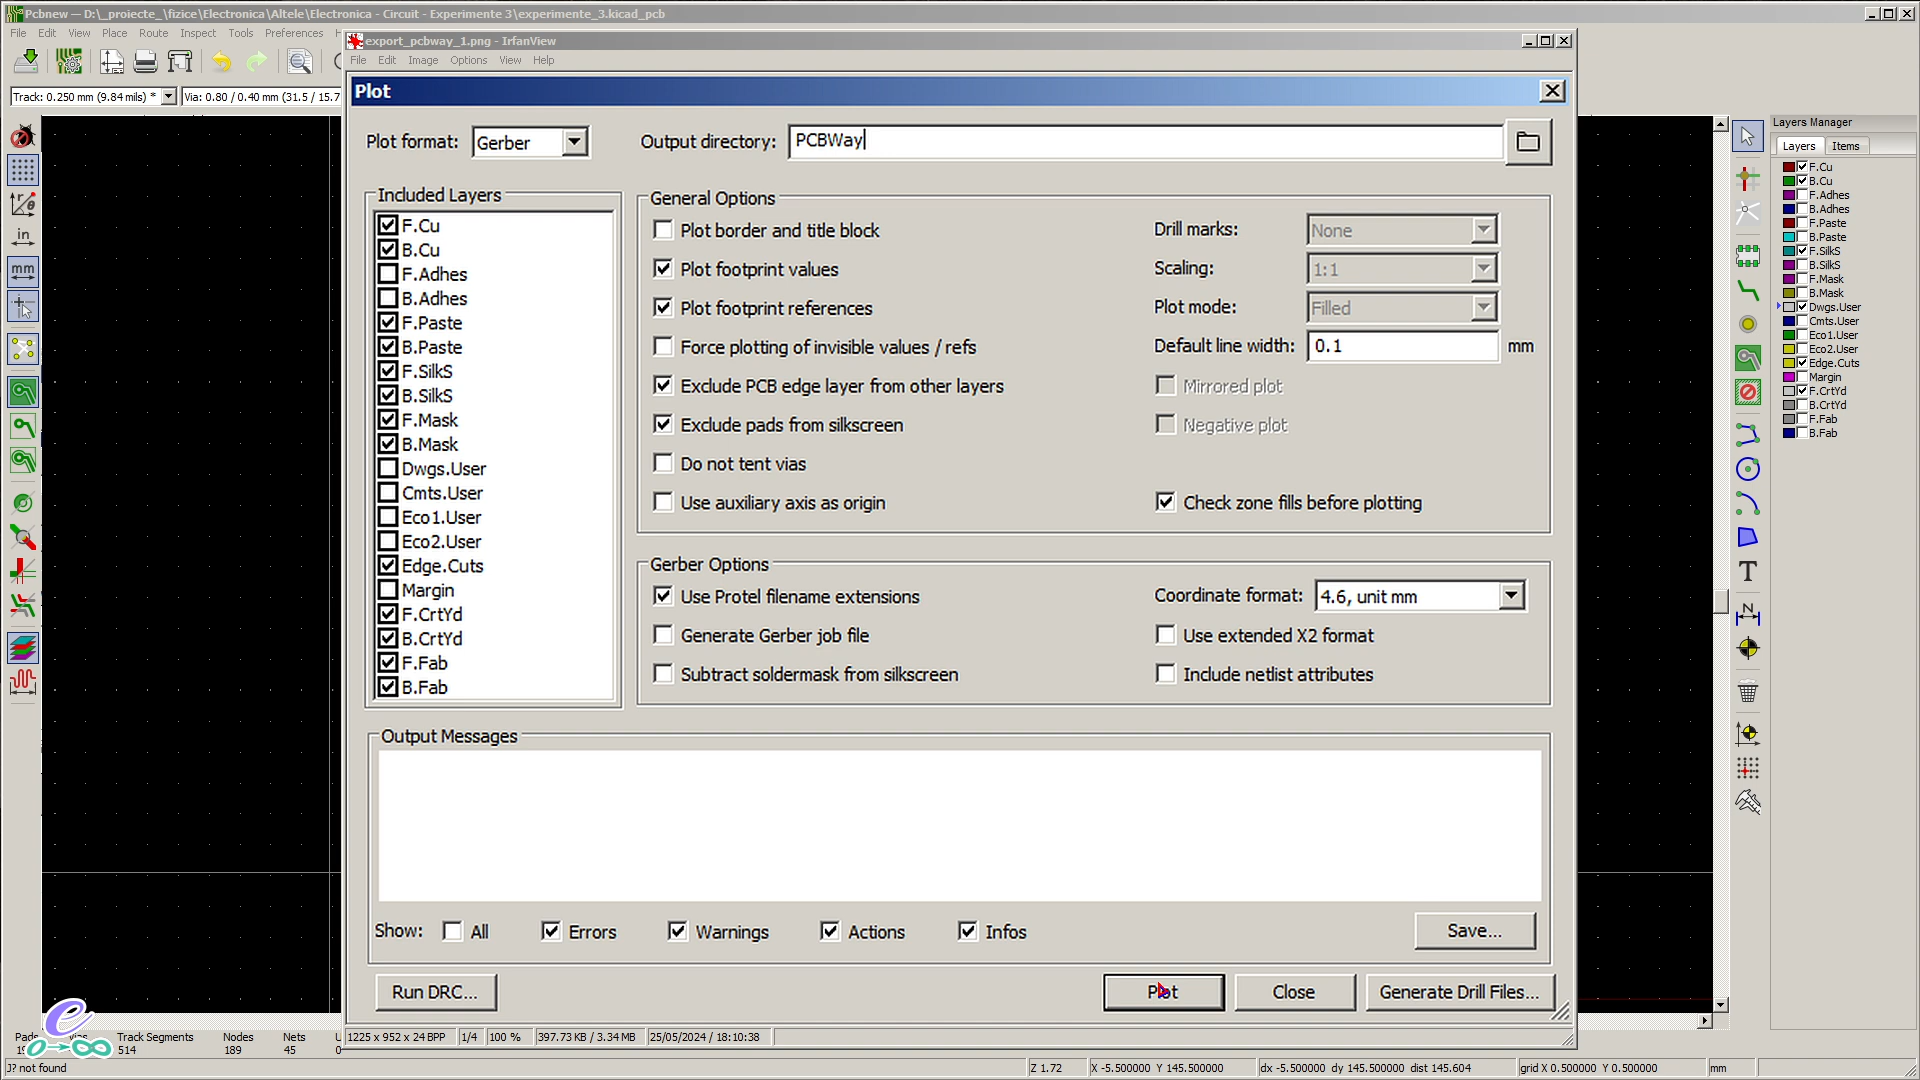 Pcbnew — D:\_proiecte_\fizice\Electronica\Altele\Electronica - Circuit - Experimente 3\experimente_3.kicad_pcb
File Edit View Place Route Inspect Tools Preferences
export_pcbway_1.png - IrfanView
File Edit Image Options View Help
Track: 0.250 mm (9.84 mils) *
Via: 0.80 / 0.40 mm (31.5 / 15.7
Plot
Plot format: Gerber
Output directory: PCBWay
Included Layers
F.Cu
B.Cu
F.Adhes
B.Adhes
F.Paste
B.Paste
F.SilkS
B.SilkS
F.Mask
B.Mask
Dwgs.User
Cmts.User
Eco1.User
Eco2.User
Edge.Cuts
Margin
F.CrtYd
B.CrtYd
F.Fab
B.Fab
General Options
Plot border and title block
Plot footprint values
Plot footprint references
Force plotting of invisible values / refs
Exclude PCB edge layer from other layers
Exclude pads from silkscreen
Do not tent vias
Use auxiliary axis as origin
Drill marks: None
Scaling: 1:1
Plot mode: Filled
Default line width: 0.1 mm
Mirrored plot
Negative plot
Check zone fills before plotting
Gerber Options
Use Protel filename extensions
Generate Gerber job file
Subtract soldermask from silkscreen
Coordinate format: 4.6, unit mm
Use extended X2 format
Include netlist attributes
Output Messages
Show: All Errors Warnings Actions Infos
Save...
Run DRC...
Plot
Close
Generate Drill Files...
1225 x 952 x 24 BPP 1/4 100 % 397.73 KB / 3.34 MB 25/05/2024 / 18:10:38
Layers Manager
Layers Items
F.Cu
B.Cu
F.Adhes
B.Adhes
F.Paste
B.Paste
F.SilkS
B.SilkS
F.Mask
B.Mask
Dwgs.User
Cmts.User
Eco1.User
Eco2.User
Edge.Cuts
Margin
F.CrtYd
B.CrtYd
F.Fab
B.Fab
in
mm
T
N
Pads Track Segments Nodes Nets
514 189 45
J? not found
Z 1.72
X -5.500000 Y 145.500000
dx -5.500000 dy 145.500000 dist 145.604
grid X 0.500000 Y 0.500000
mm